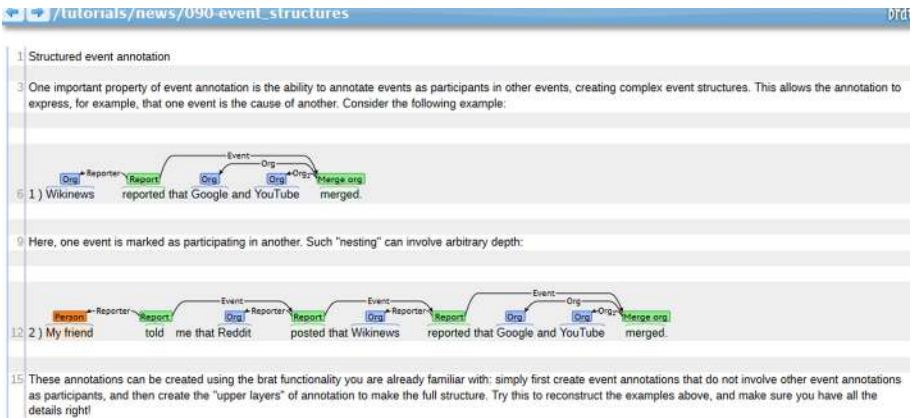 /tutorials/news/090-event_structures brat
1 Structured event annotation
3 One important property of event annotation is the ability to annotate events as participants in other events, creating complex event structures. This allows the annotation to
express, for example, that one event is the cause of another. Consider the following example:
Event
Org
Org Reporter Report Org Org Org2 Merge org
6 1 ) Wikinews reported that Google and YouTube merged.
9 Here, one event is marked as participating in another. Such "nesting" can involve arbitrary depth:
Event
Event Event Org
Person Reporter Report Org Reporter Report Org Reporter Report Org Org Org2 Merge org
12 2 ) My friend told me that Reddit posted that Wikinews reported that Google and YouTube merged.
15 These annotations can be created using the brat functionality you are already familiar with: simply first create event annotations that do not involve other event annotations
as participants, and then create the "upper layers" of annotation to make the full structure. Try this to reconstruct the examples above, and make sure you have all the
details right!